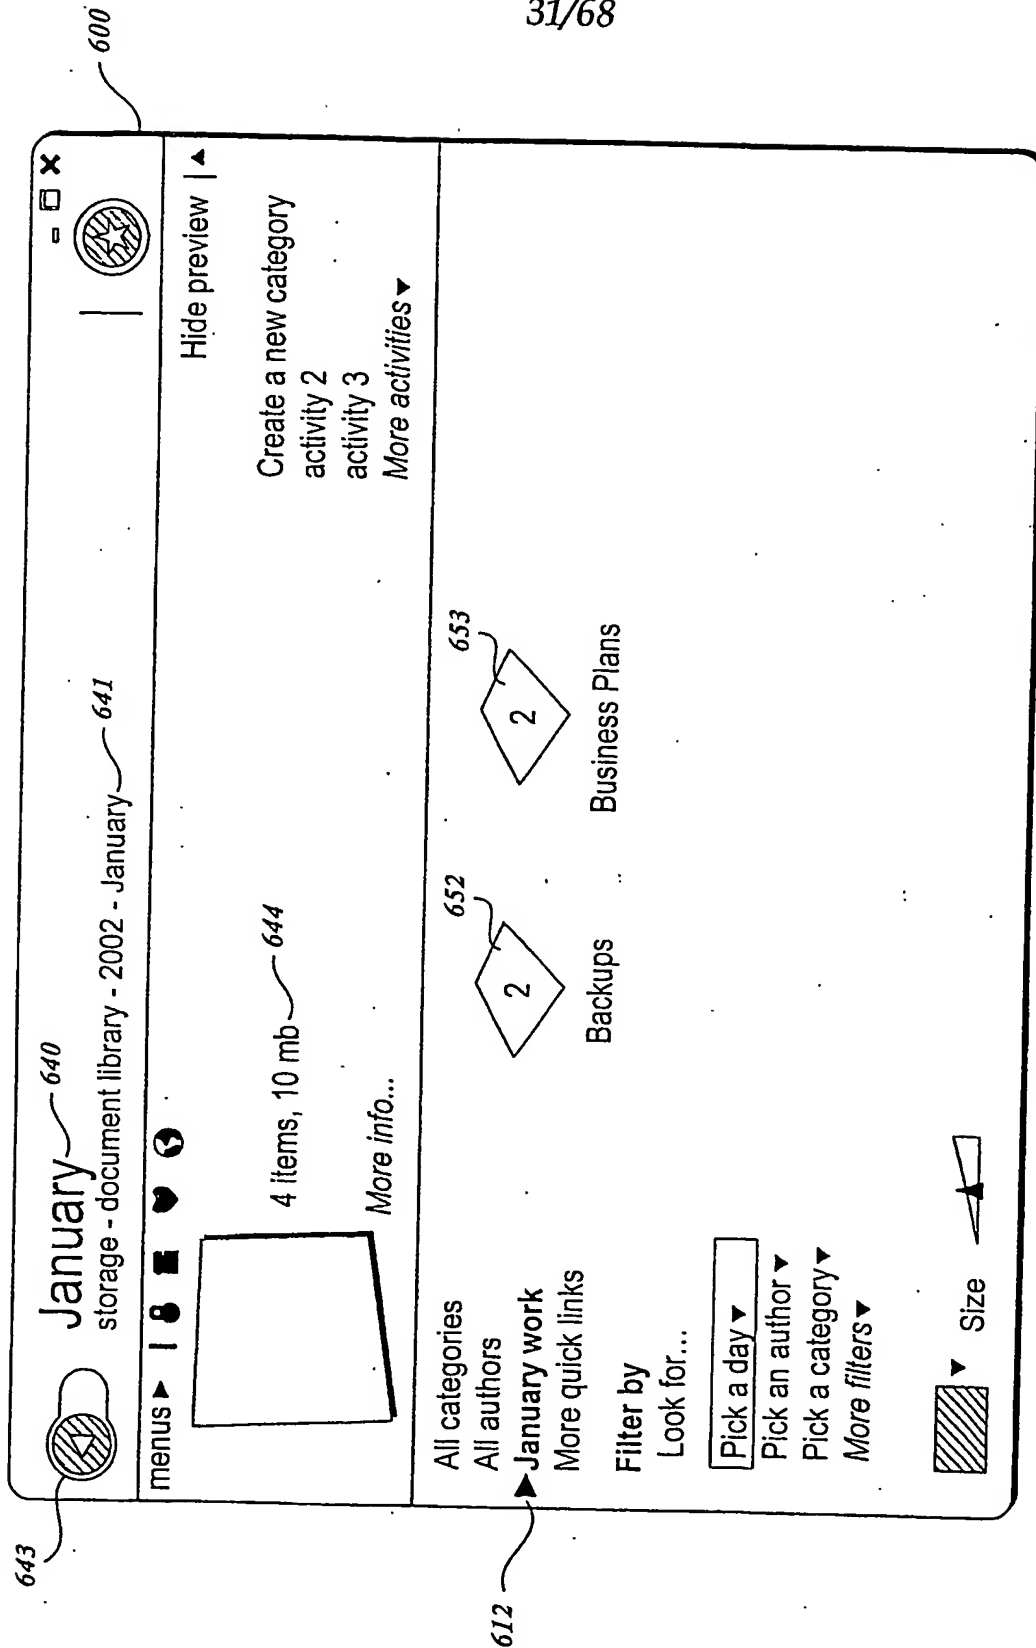 31/68
600
643
January
640
storage - document library - 2002 - January
641
menus
Hide preview
4 items, 10 mb
644
More info...
Create a new category
activity 2
activity 3
More activities
612
All categories
All authors
January work
More quick links
Filter by
Look for...
Pick a day
Pick an author
Pick a category
More filters
Size
652
2
Backups
653
2
Business Plans